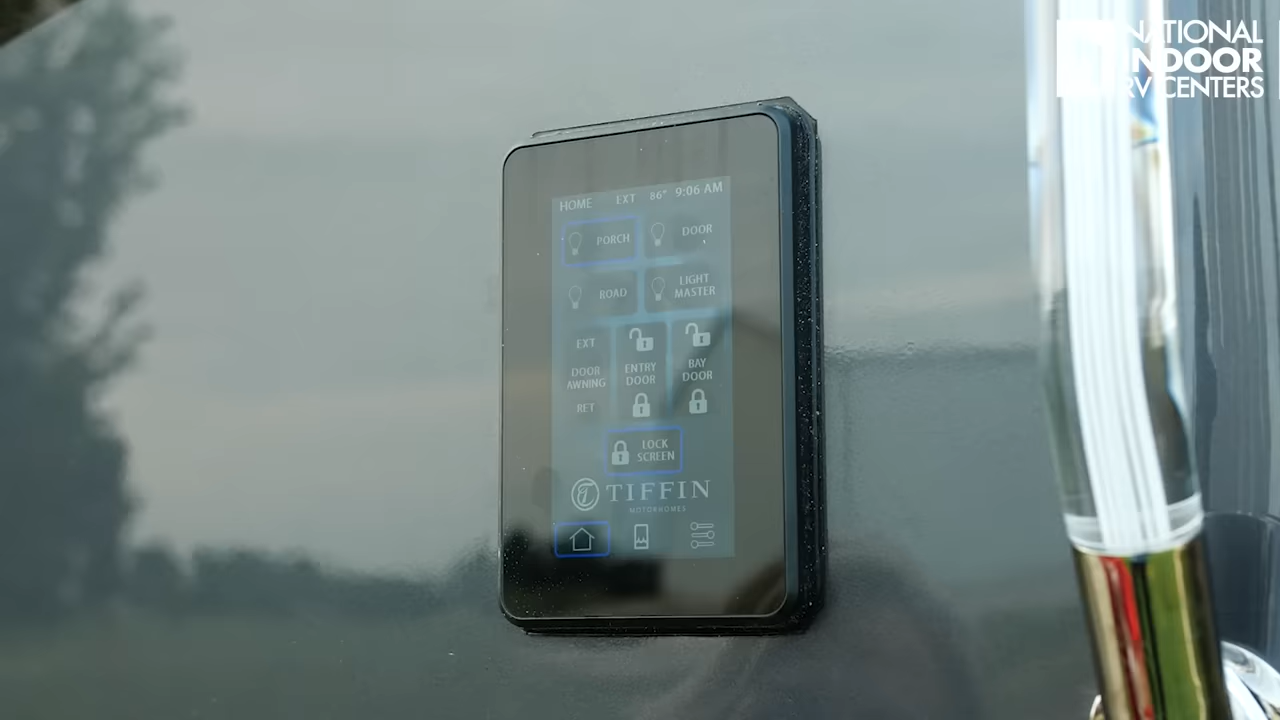 NATIONAL
INDOOR
RV CENTERS
HOME EXT 86° 9:06 AM
PORCH DOOR
ROAD LIGHT MASTER
EXT
DOOR AWNING
RET
ENTRY DOOR
BAY DOOR
LOCK SCREEN
TIFFIN
MOTORHOMES